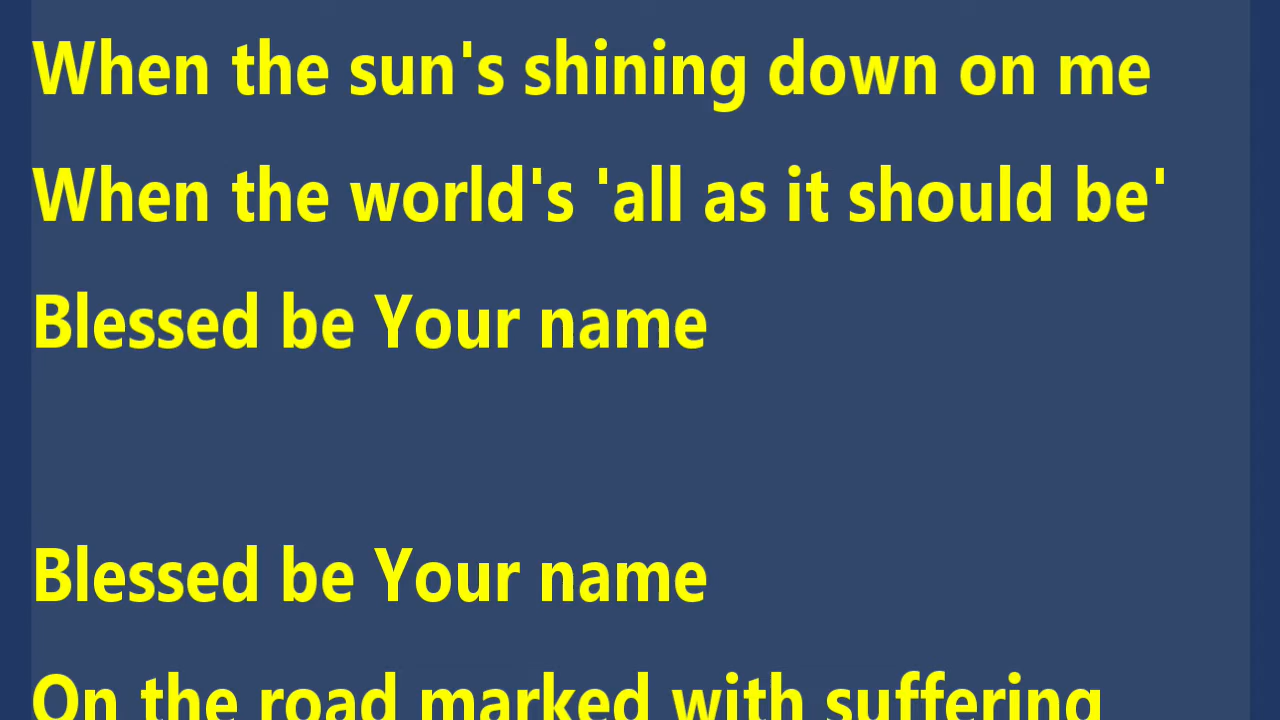 When the sun's shining down on me
When the world's 'all as it should be'
Blessed be Your name
Blessed be Your name
On the road marked with suffering